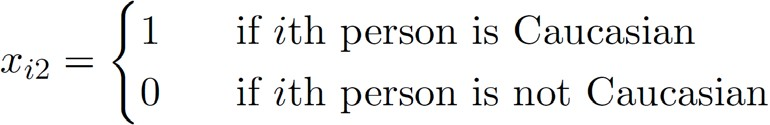 x_{i2} = { 1 if ith person is Caucasian
0 if ith person is not Caucasian